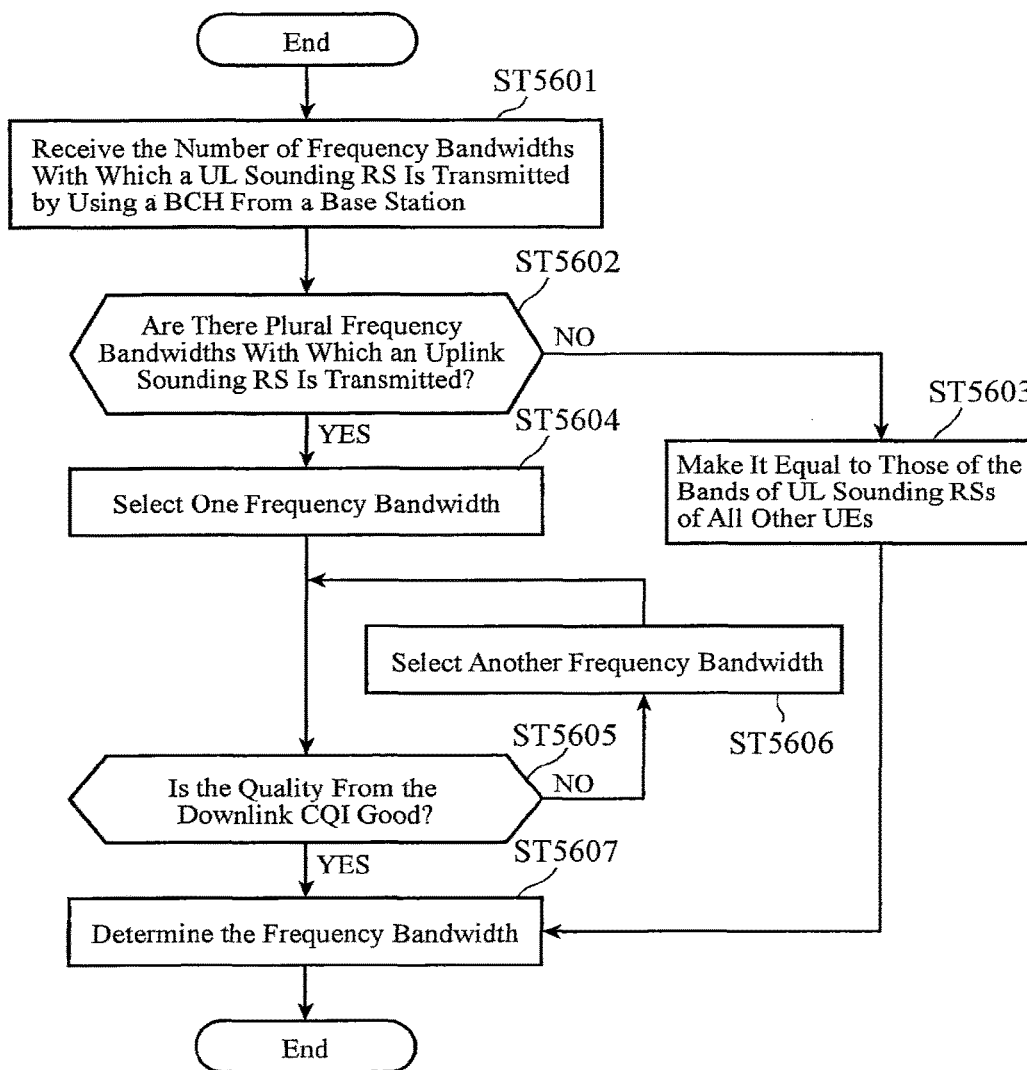 End
ST5601
Receive the Number of Frequency Bandwidths
With Which a UL Sounding RS Is Transmitted
by Using a BCH From a Base Station
ST5602
Are There Plural Frequency
Bandwidths With Which an Uplink
Sounding RS Is Transmitted?
NO
YES
ST5604
Select One Frequency Bandwidth
ST5603
Make It Equal to Those of the
Bands of UL Sounding RSs
of All Other UEs
Select Another Frequency Bandwidth
ST5606
ST5605
Is the Quality From the
Downlink CQI Good?
NO
YES
ST5607
Determine the Frequency Bandwidth
End